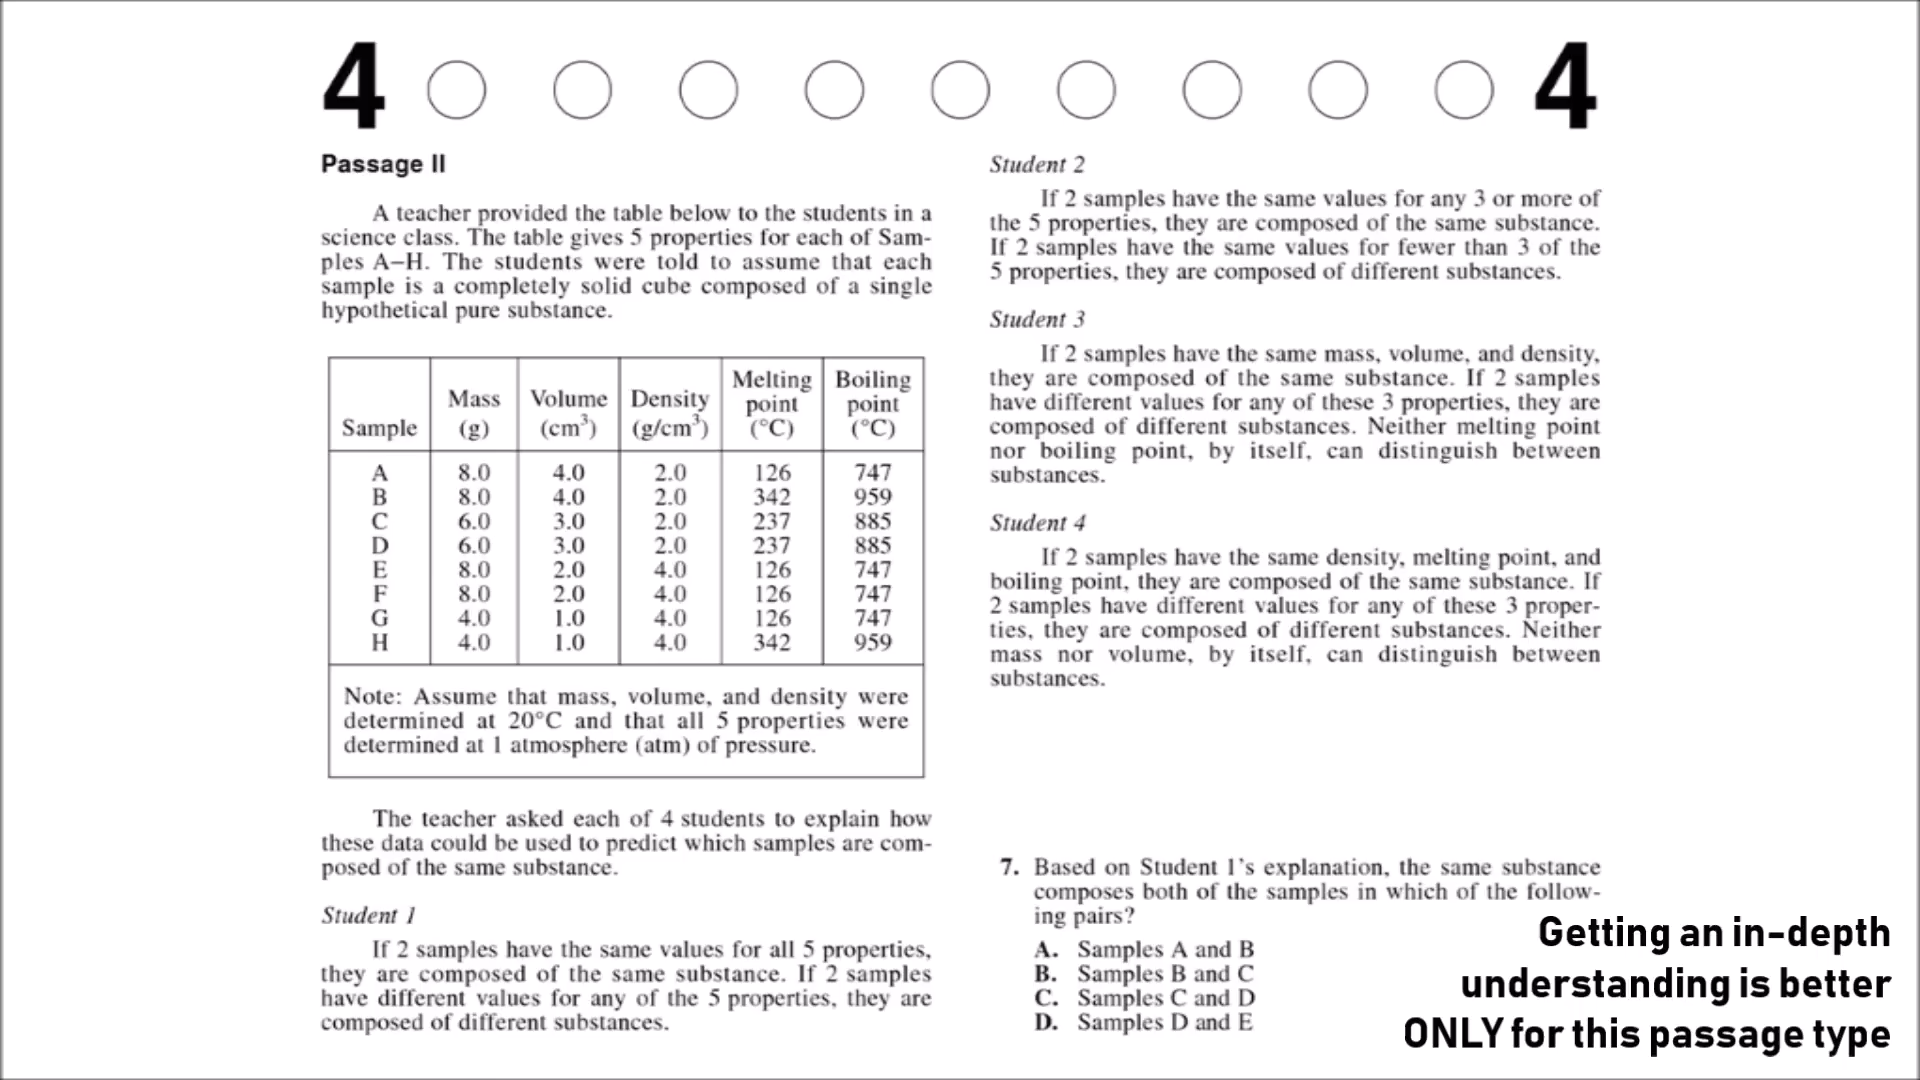 4 4
Passage II
A teacher provided the table below to the students in a
science class. The table gives 5 properties for each of Sam-
ples A–H. The students were told to assume that each
sample is a completely solid cube composed of a single
hypothetical pure substance.
Sample Mass (g) Volume (cm³) Density (g/cm³) Melting point (°C) Boiling point (°C)
A 8.0 4.0 2.0 126 747
B 8.0 4.0 2.0 342 959
C 6.0 3.0 2.0 237 885
D 6.0 3.0 2.0 237 885
E 8.0 2.0 4.0 126 747
F 8.0 2.0 4.0 126 747
G 4.0 1.0 4.0 126 747
H 4.0 1.0 4.0 342 959
Note: Assume that mass, volume, and density were
determined at 20°C and that all 5 properties were
determined at 1 atmosphere (atm) of pressure.
The teacher asked each of 4 students to explain how
these data could be used to predict which samples are com-
posed of the same substance.
Student 1
If 2 samples have the same values for all 5 properties,
they are composed of the same substance. If 2 samples
have different values for any of the 5 properties, they are
composed of different substances.
Student 2
If 2 samples have the same values for any 3 or more of
the 5 properties, they are composed of the same substance.
If 2 samples have the same values for fewer than 3 of the
5 properties, they are composed of different substances.
Student 3
If 2 samples have the same mass, volume, and density,
they are composed of the same substance. If 2 samples
have different values for any of these 3 properties, they are
composed of different substances. Neither melting point
nor boiling point, by itself, can distinguish between
substances.
Student 4
If 2 samples have the same density, melting point, and
boiling point, they are composed of the same substance. If
2 samples have different values for any of these 3 proper-
ties, they are composed of different substances. Neither
mass nor volume, by itself, can distinguish between
substances.
7. Based on Student 1's explanation, the same substance
composes both of the samples in which of the follow-
ing pairs?
A. Samples A and B
B. Samples B and C
C. Samples C and D
D. Samples D and E
Getting an in-depth
understanding is better
ONLY for this passage type